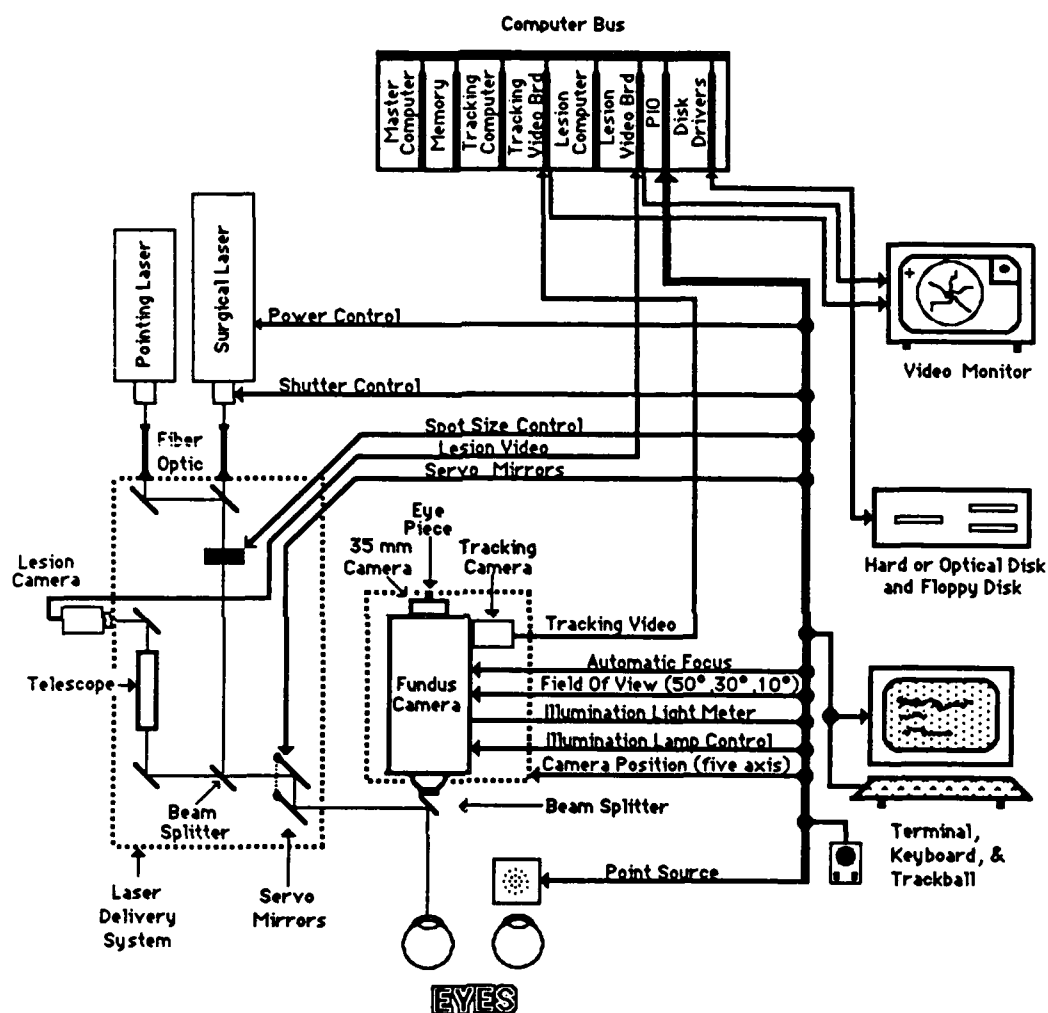 Computer Bus
Master
Computer
Memory
Tracking
Computer
Tracking
Video Brd
Lesion
Computer
Lesion
Video Brd
PIO
Disk
Drivers
Pointing Laser
Surgical Laser
Power Control
Shutter Control
Spot Size Control
Lesion Video
Servo Mirrors
Video Monitor
Fiber
Optic
Eye
Piece
35 mm
Camera
Tracking
Camera
Lesion
Camera
Hard or Optical Disk
and Floppy Disk
Tracking Video
Automatic Focus
Field Of View (50°,30°,10°)
Illumination Light Meter
Illumination Lamp Control
Camera Position (five axis)
Telescope
Fundus
Camera
Beam
Splitter
Beam Splitter
Terminal,
Keyboard, &
Trackball
Point Source
Laser
Delivery
System
Servo
Mirrors
EYES